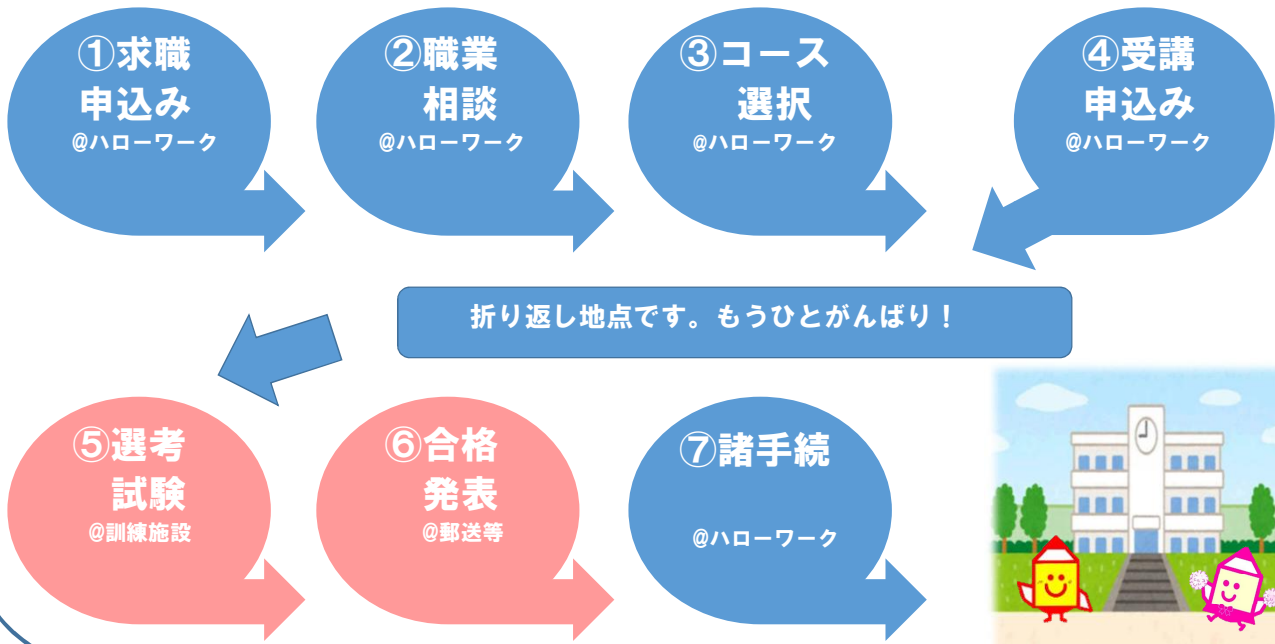 ①求職
申込み
@ハローワーク
②職業
相談
@ハローワーク
③コース
選択
@ハローワーク
④受講
申込み
@ハローワーク
折り返し地点です。もうひとがんばり！
⑤選考
試験
@訓練施設
⑥合格
発表
@郵送等
⑦諸手続
@ハローワーク